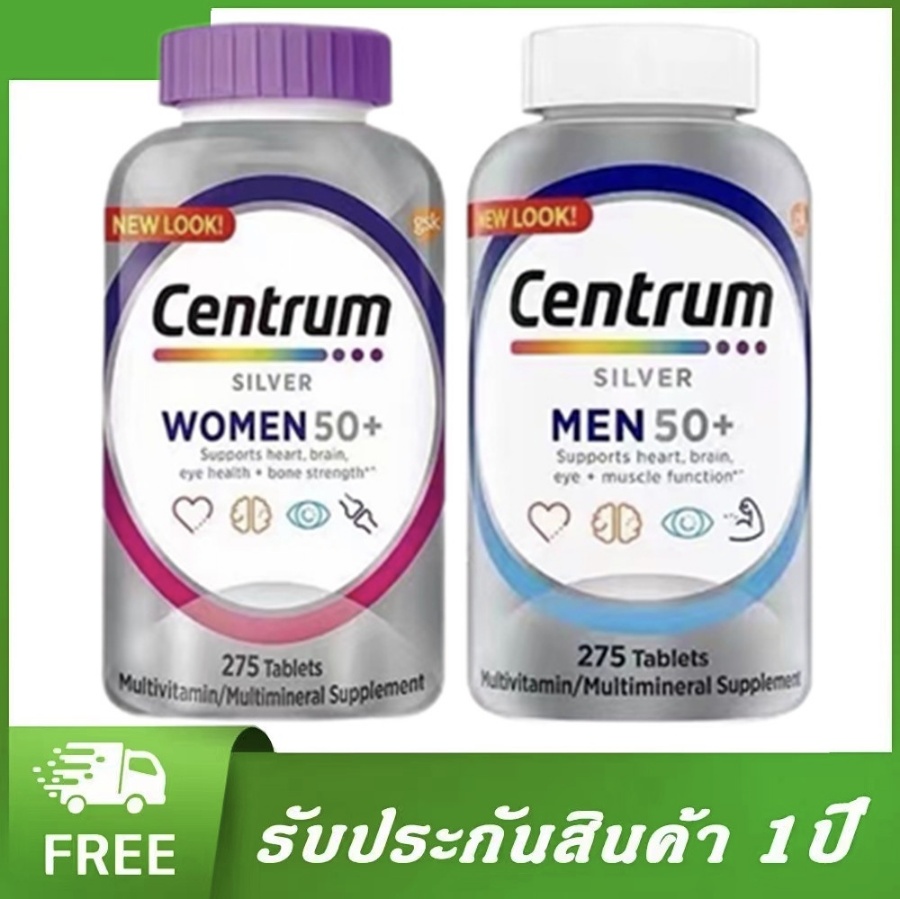 NEW LOOK!
gsk
Centrum
SILVER
WOMEN 50+
Supports heart, brain,
eye health + bone strength*^
275 Tablets
Multivitamin/Multimineral Supplement
NEW LOOK!
Centrum
SILVER
MEN 50+
Supports heart, brain,
eye + muscle function*^
275 Tablets
Multivitamin/Multimineral Supplement
FREE
รับประกันสินค้า 1 ปี